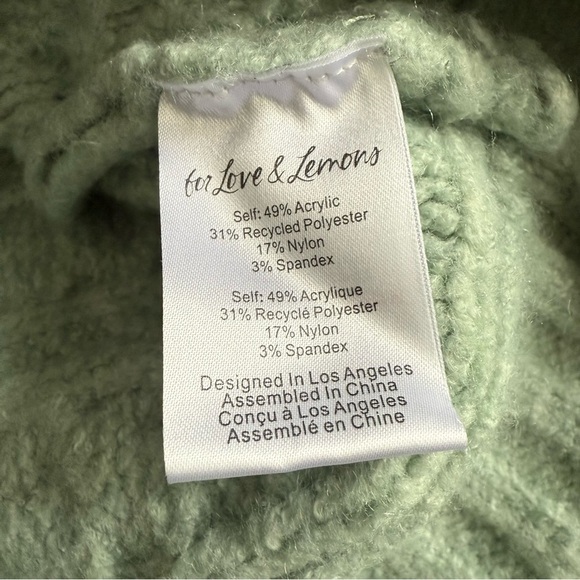 for Love & Lemons
Self: 49% Acrylic
31% Recycled Polyester
17% Nylon
3% Spandex
Self: 49% Acrylique
31% Recyclé Polyester
17% Nylon
3% Spandex
Designed In Los Angeles
Assembled In China
Conçu à Los Angeles
Assemblé en Chine